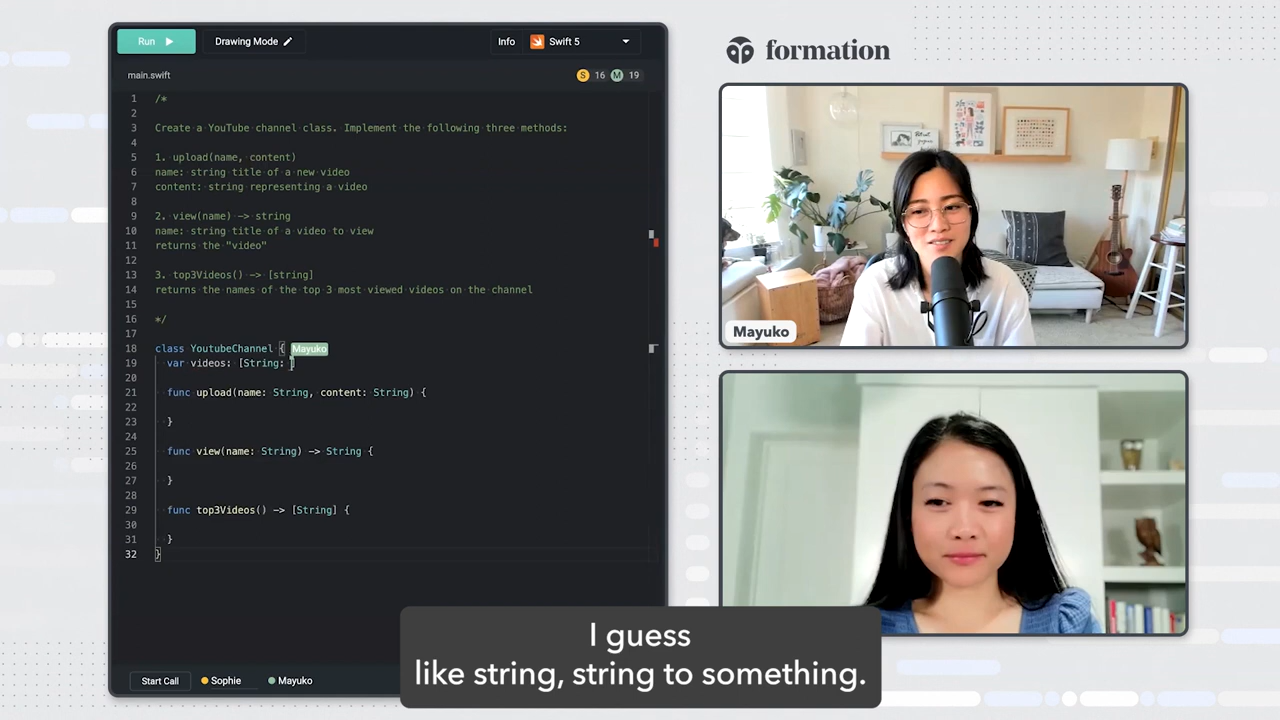 Run
Drawing Mode
Info
Swift 5
main.swift
S 16 M 19
1 /*
2
3 Create a YouTube channel class. Implement the following three methods:
4
5 1. upload(name, content)
6 name: string title of a new video
7 content: string representing a video
8
9 2. view(name) -> string
10 name: string title of a video to view
11 returns the "video"
12
13 3. top3Videos() -> [string]
14 returns the names of the top 3 most viewed videos on the channel
15
16 */
17
18 class YoutubeChannel { Mayuko
19 var videos: [String: ]
20
21 func upload(name: String, content: String) {
22
23 }
24
25 func view(name: String) -> String {
26
27 }
28
29 func top3Videos() -> [String] {
30
31 }
32 }
Start Call
Sophie
Mayuko
formation
Mayuko
I guess
like string, string to something.